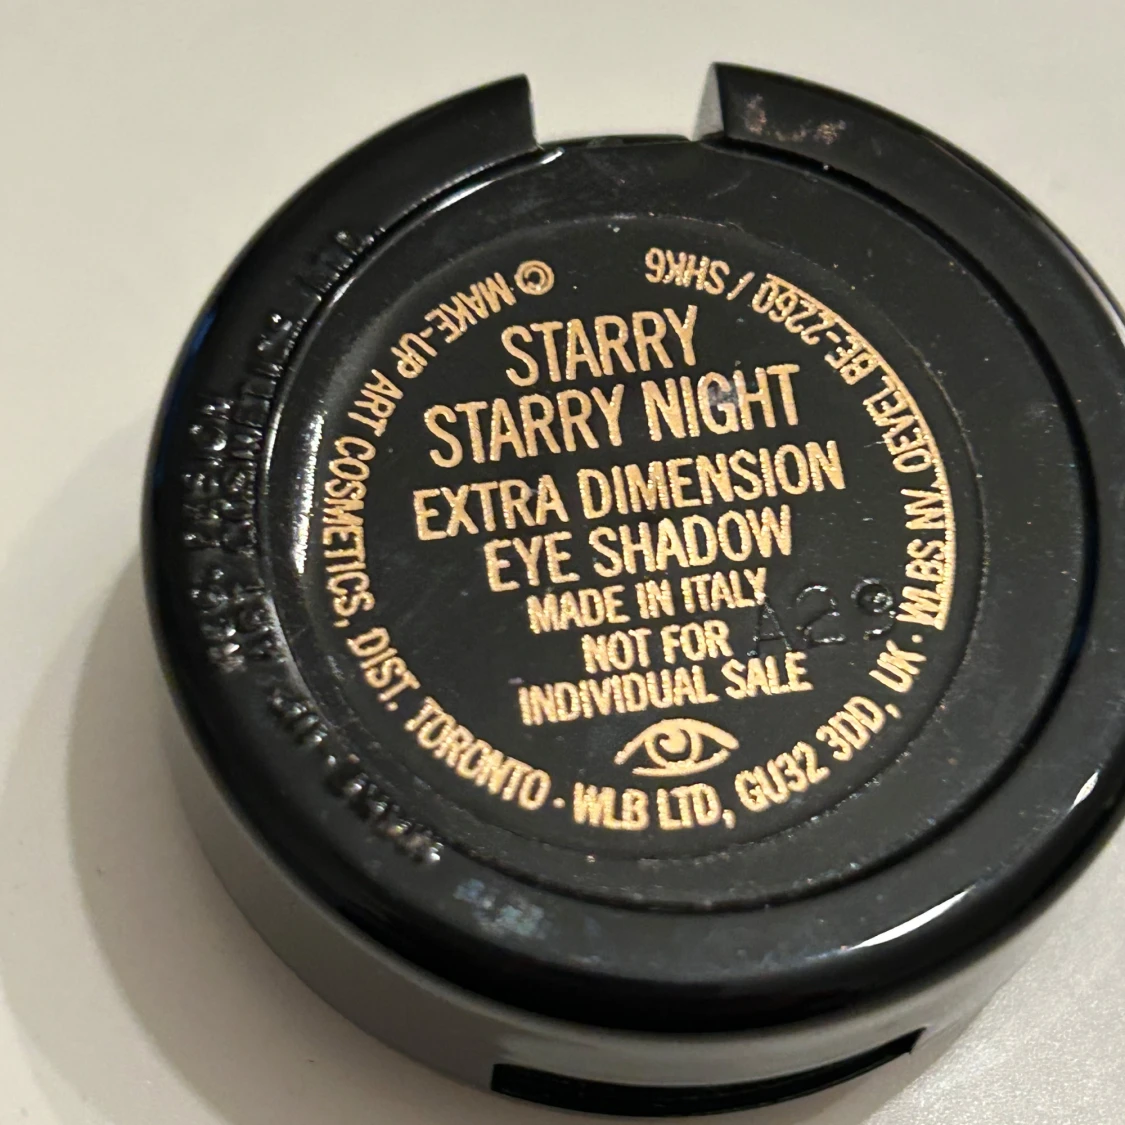 STARRY
STARRY NIGHT
EXTRA DIMENSION
EYE SHADOW
MADE IN ITALY
NOT FOR
INDIVIDUAL SALE
A29
© MAKE-UP ART COSMETICS, DIST. TORONTO · WLB LTD, GU32 3DD, UK · WLBS NV. OEVEL BE-2260 / SHK6